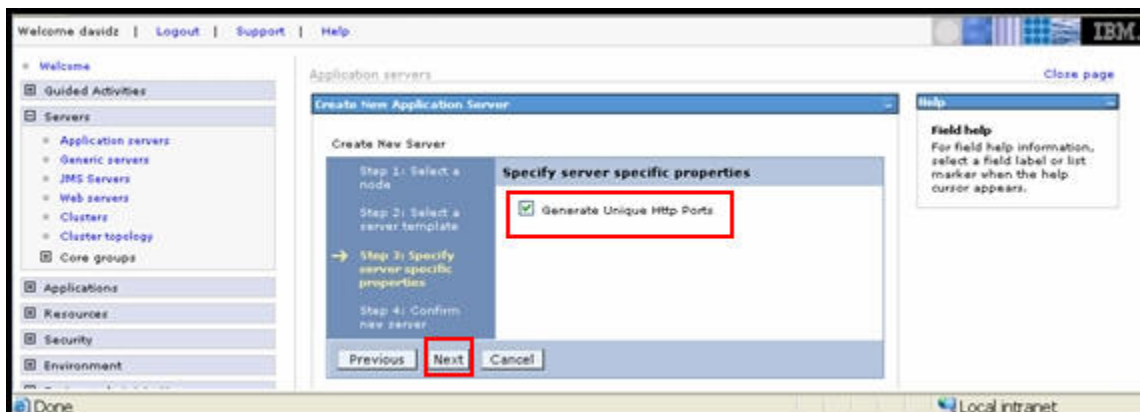 Welcome davidz | Logout | Support | Help
IBM.
Welcome
Guided Activities
Servers
Application servers
Generic servers
JMS Servers
Web servers
Clusters
Cluster topology
Core groups
Applications
Resources
Security
Environment
Application servers
Close page
Create New Application Server
Create New Server
Step 1: Select a node
Step 2: Select a server template
Step 3: Specify server specific properties
Step 4: Confirm new server
Specify server specific properties
Generate Unique Http Ports
Previous Next Cancel
Help
Field help
For field help information,
select a field label or list
marker when the help
cursor appears.
Done
Local intranet